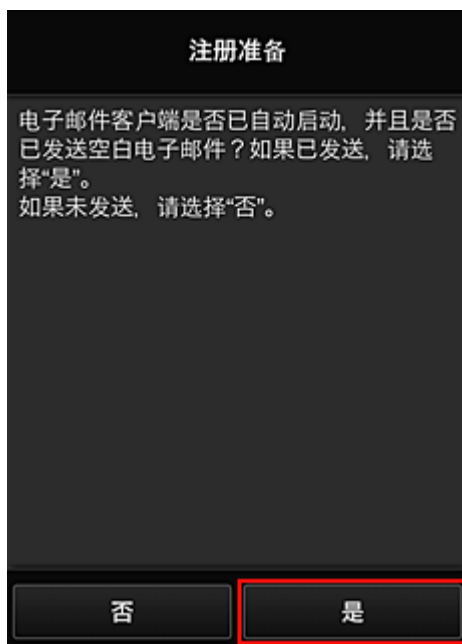 注册准备
电子邮件客户端是否已自动启动，并且是否
已发送空白电子邮件？如果已发送，请选
择“是”。
如果未发送，请选择“否”。
否
是